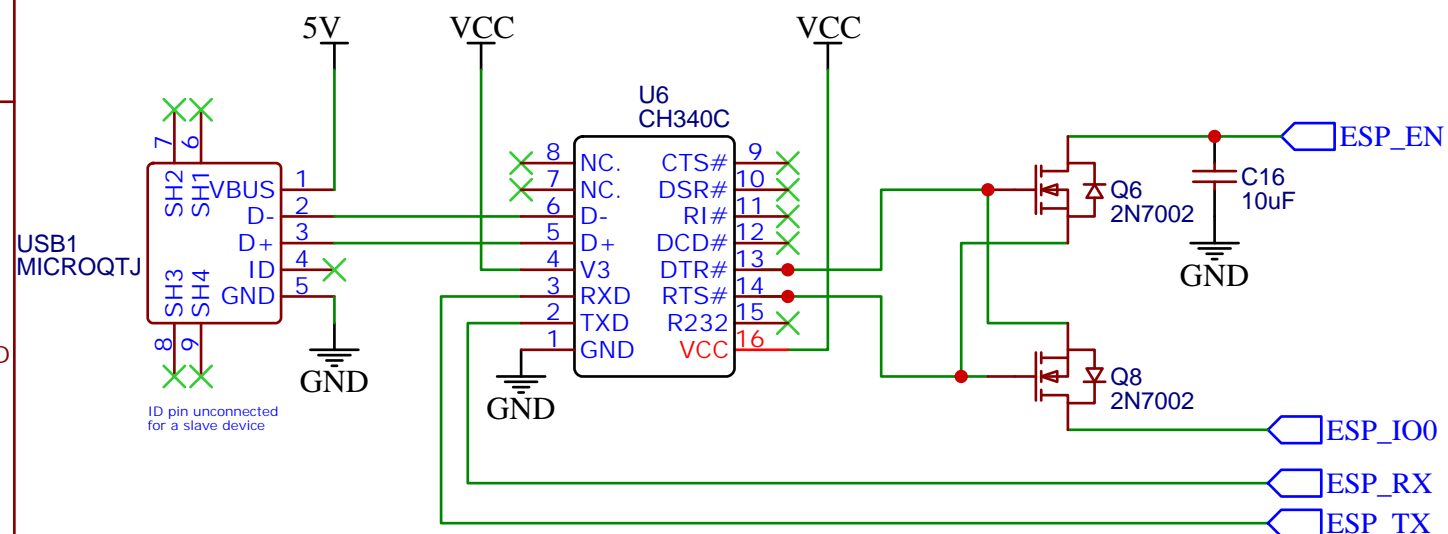 5V
VCC
VCC
U6
CH340C
7
6
SH2
SH1
VBUS
1
D-
2
D+
3
ID
4
GND
5
SH3
SH4
8
9
USB1
MICROQTJ
GND
ID pin unconnected
for a slave device
8
NC.
7
NC.
6
D-
5
D+
4
V3
3
RXD
2
TXD
1
GND
CTS#
9
DSR#
10
RI#
11
DCD#
12
DTR#
13
RTS#
14
R232
15
VCC
16
GND
ESP_EN
Q6
2N7002
C16
10uF
GND
Q8
2N7002
ESP_IO0
ESP_RX
ESP_TX